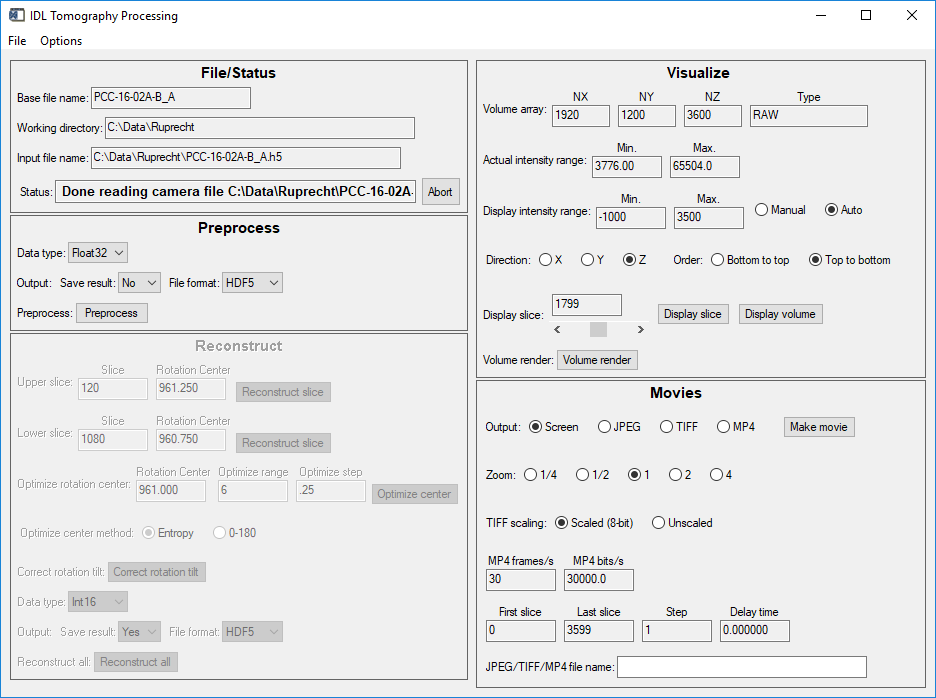 IDL Tomography Processing
File Options
File/Status
Base file name: PCC-16-02A-B_A
Working directory: C:\Data\Ruprecht
Input file name: C:\Data\Ruprecht\PCC-16-02A-B_A.h5
Status: Done reading camera file C:\Data\Ruprecht\PCC-16-02A- Abort
Preprocess
Data type: Float32
Output: Save result: No File format: HDF5
Preprocess: Preprocess
Reconstruct
Slice Rotation Center
Upper slice: 120 961.250 Reconstruct slice
Slice Rotation Center
Lower slice: 1080 960.750 Reconstruct slice
Rotation Center Optimize range Optimize step
Optimize rotation center: 961.000 6 .25 Optimize center
Optimize center method: Entropy 0-180
Correct rotation tilt: Correct rotation tilt
Data type: Int16
Output: Save result: Yes File format: HDF5
Reconstruct all: Reconstruct all
Visualize
NX NY NZ Type
Volume array: 1920 1200 3600 RAW
Min. Max.
Actual intensity range: 3776.00 65504.0
Min. Max.
Display intensity range: -1000 3500 Manual Auto
Direction: X Y Z Order: Bottom to top Top to bottom
Display slice: 1799 Display slice Display volume
Volume render: Volume render
Movies
Output: Screen JPEG TIFF MP4 Make movie
Zoom: 1/4 1/2 1 2 4
TIFF scaling: Scaled (8-bit) Unscaled
MP4 frames/s MP4 bits/s
30 30000.0
First slice Last slice Step Delay time
0 3599 1 0.000000
JPEG/TIFF/MP4 file name: